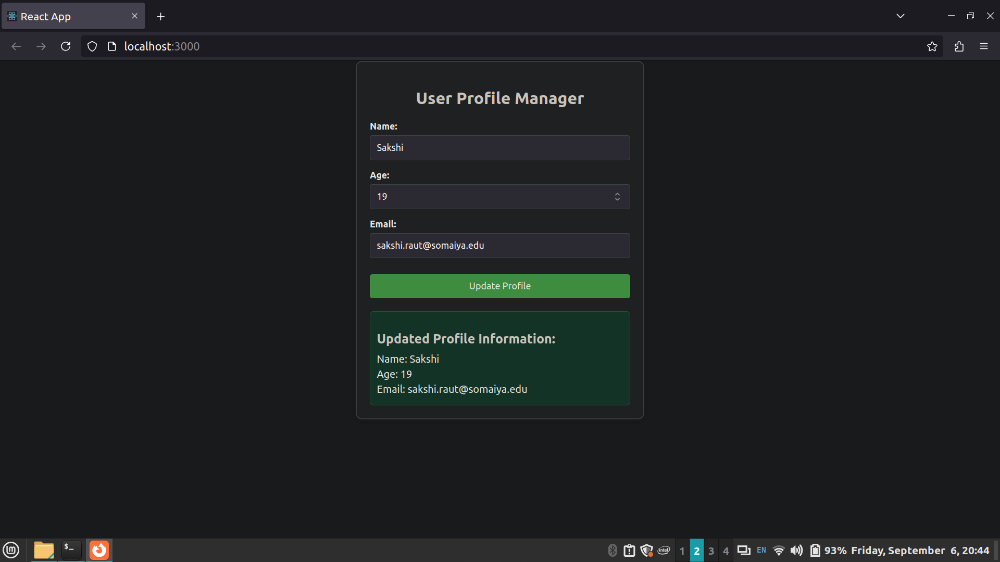 React App
localhost:3000
User Profile Manager
Name:
Sakshi
Age:
19
Email:
sakshi.raut@somaiya.edu
Update Profile
Updated Profile Information:
Name: Sakshi
Age: 19
Email: sakshi.raut@somaiya.edu
$_
intel
1 2 3 4
EN
93% Friday, September 6, 20:44